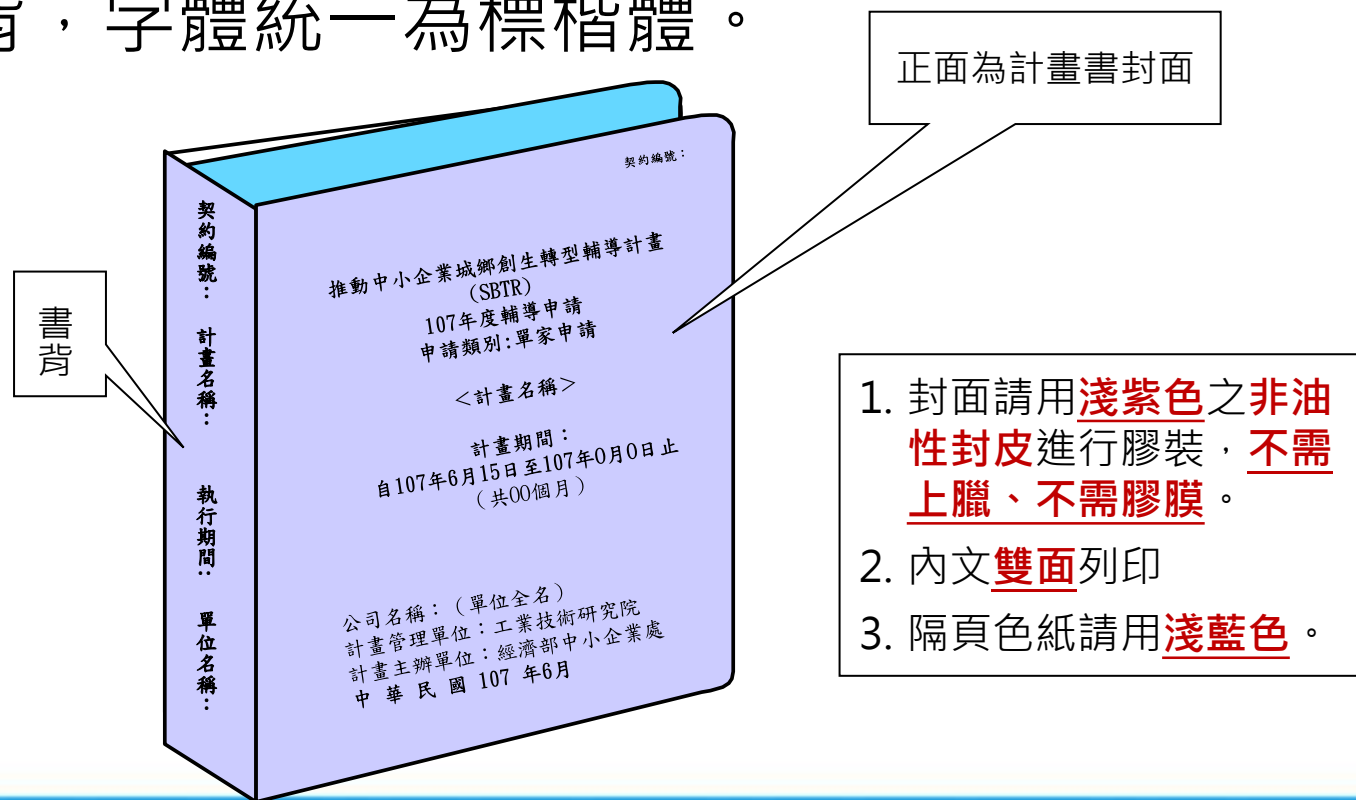 ，字體統一為標楷體。
正面為計畫書封面
契約編號：
推動中小企業城鄉創生轉型輔導計畫
(SBTR)
107年度輔導申請
申請類別:單家申請
<計畫名稱>
計畫期間：
自107年6月15日至107年0月0日止
（共00個月）
公司名稱：（單位全名）
計畫管理單位：工業技術研究院
計畫主辦單位：經濟部中小企業處
中 華 民 國 107 年6月
契約編號： 計畫名稱： 執行期間： 單位名稱：
書背
1. 封面請用淺紫色之非油
性封皮進行膠裝，不需
上臘、不需膠膜。
2. 內文雙面列印
3. 隔頁色紙請用淺藍色。